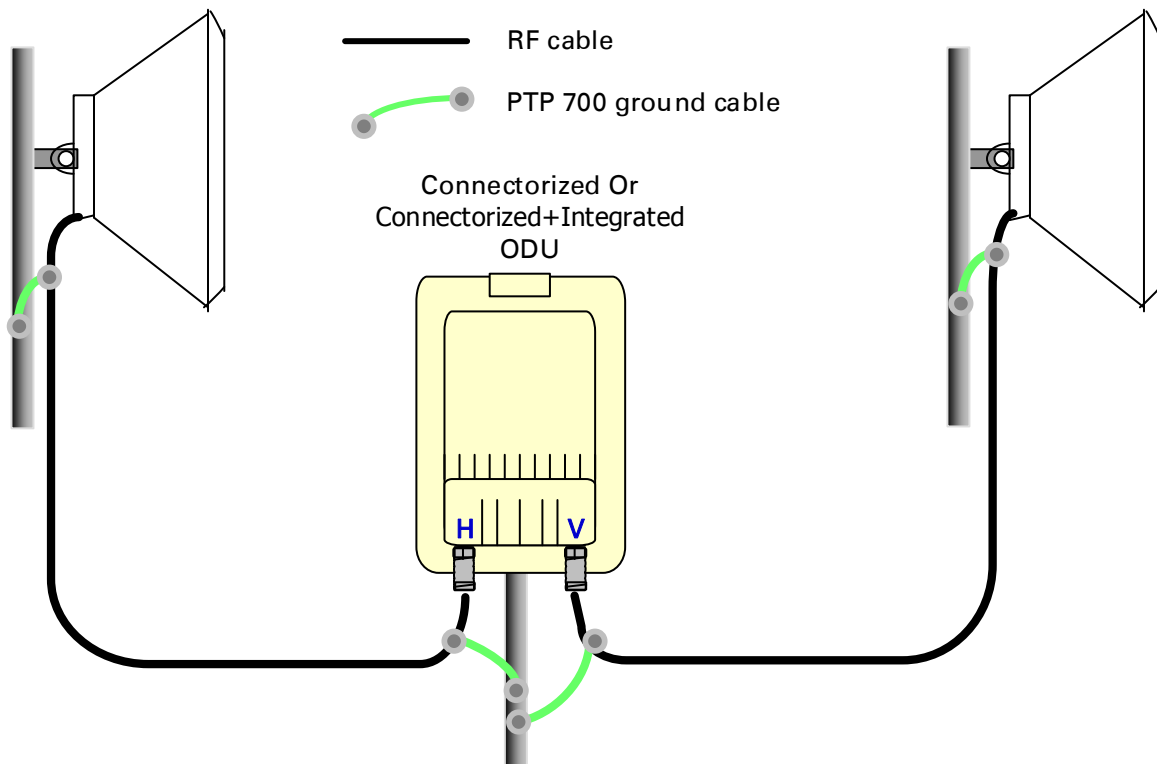 RF cable
PTP 700 ground cable
Connectorized Or
Connectorized+Integrated
ODU
H
V